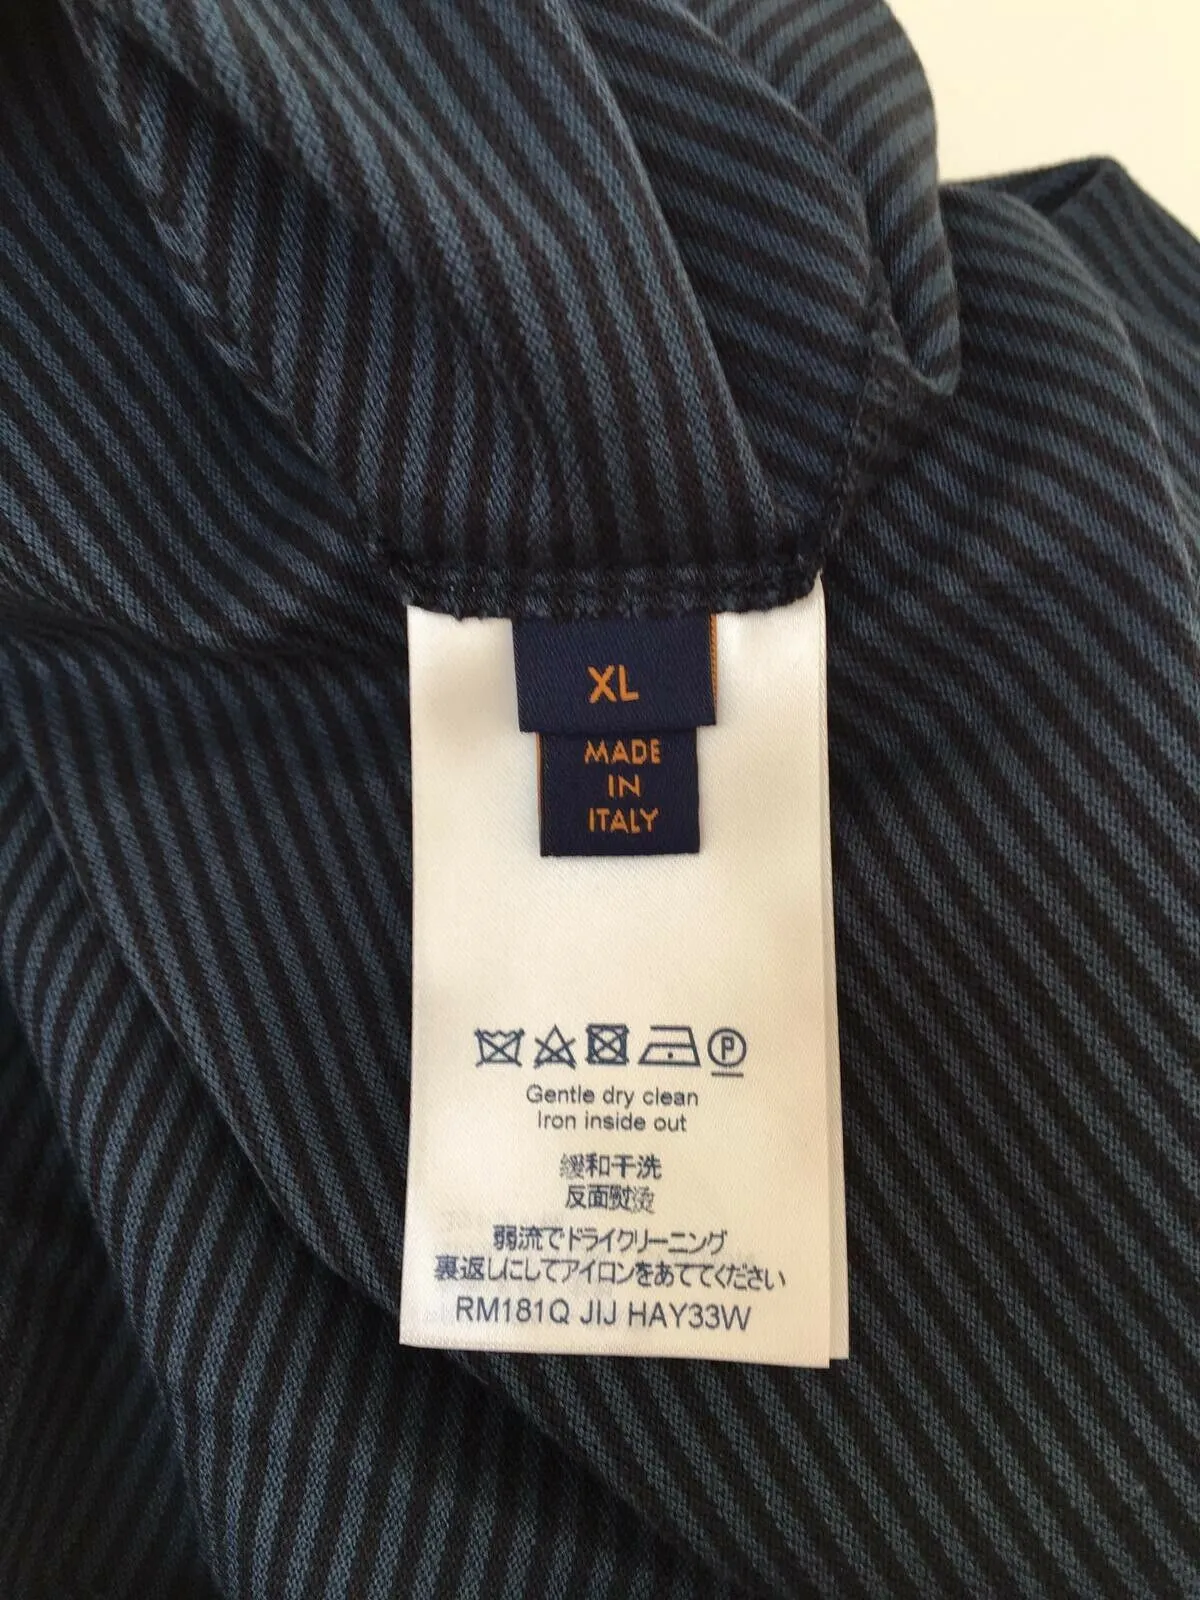 XL
MADE
IN
ITALY
P
Gentle dry clean
Iron inside out
缓和干洗
反面熨烫
弱流でドライクリーニング
裏返しにしてアイロンをあててください
RM181Q JIJ HAY33W